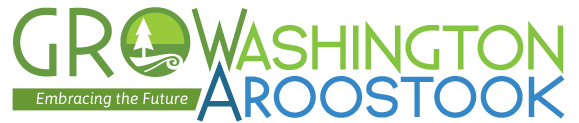 GROWASHINGTON
AROOSTOOK
Embracing the Future